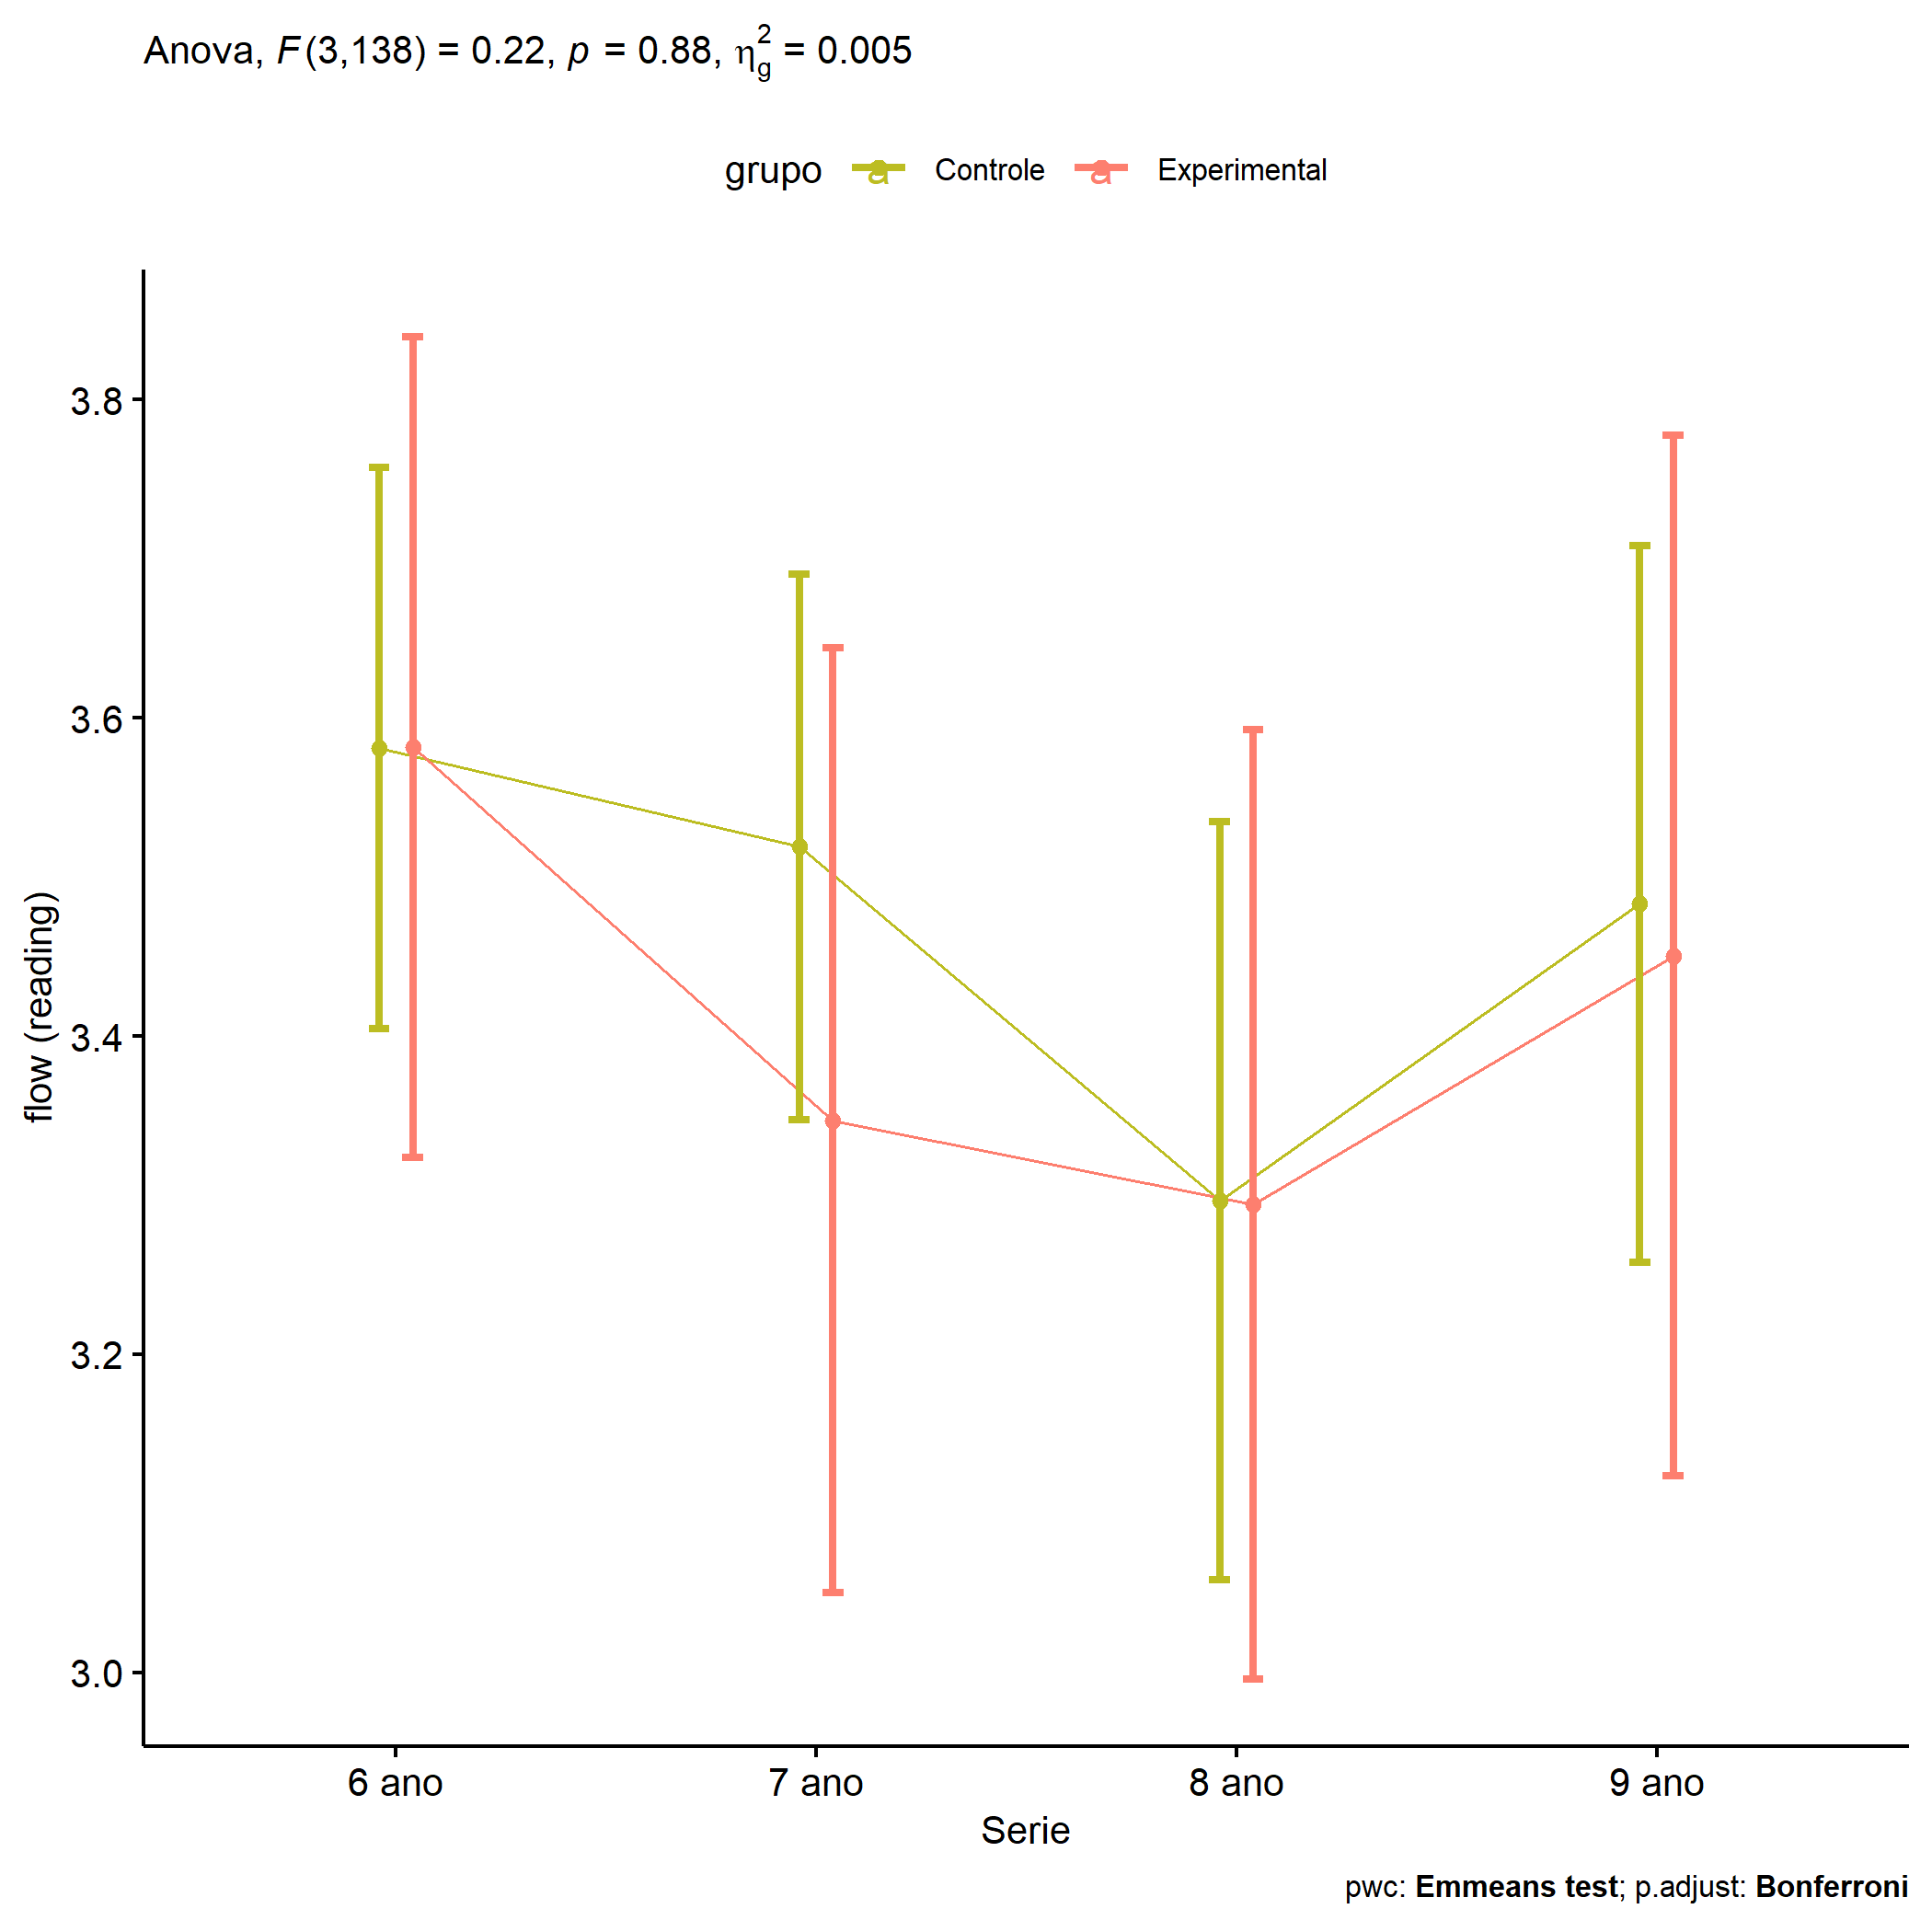 Anova, F(3,138) = 0.22, p = 0.88, η²g = 0.005
grupo a Controle a Experimental
3.8
3.6
3.4
3.2
3.0
flow (reading)
6 ano 7 ano 8 ano 9 ano
Serie
pwc: Emmeans test; p.adjust: Bonferroni